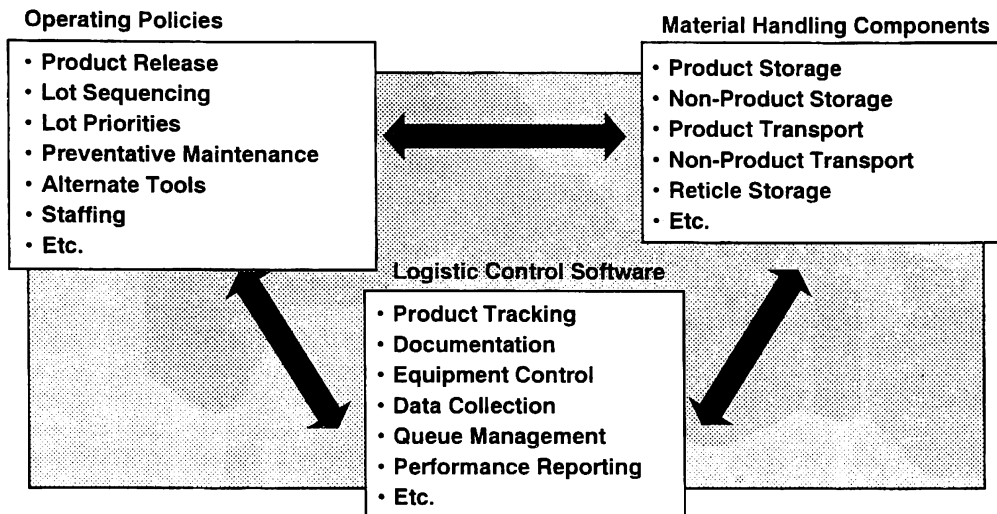 Operating Policies
• Product Release
• Lot Sequencing
• Lot Priorities
• Preventative Maintenance
• Alternate Tools
• Staffing
• Etc.
Material Handling Components
• Product Storage
• Non-Product Storage
• Product Transport
• Non-Product Transport
• Reticle Storage
• Etc.
Logistic Control Software
• Product Tracking
• Documentation
• Equipment Control
• Data Collection
• Queue Management
• Performance Reporting
• Etc.